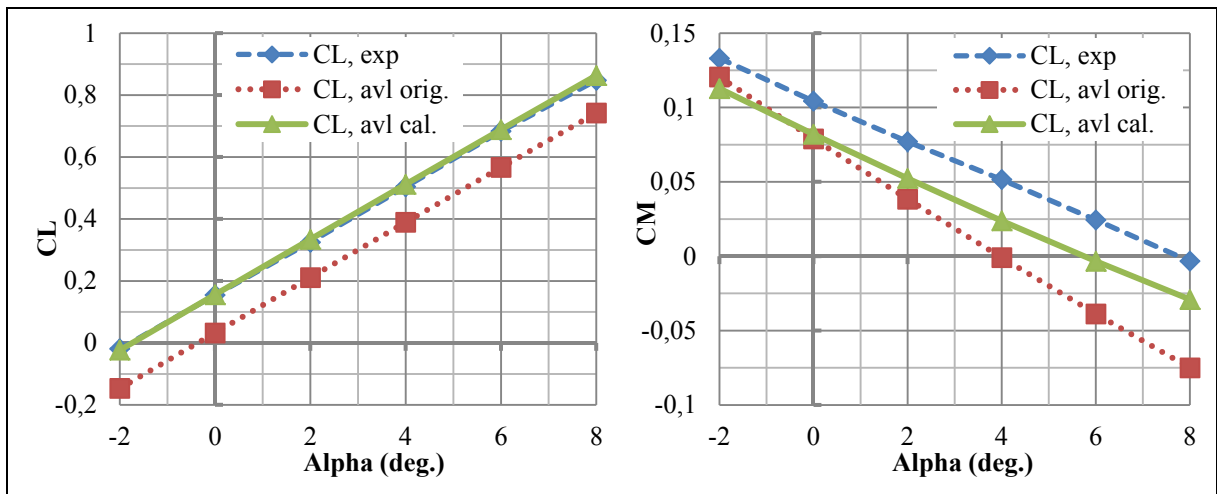 1
0,8
0,6
0,4
0,2
0
-0,2
CL
CL, exp
CL, avl orig.
CL, avl cal.
-2 0 2 4 6 8
Alpha (deg.)
0,15
0,1
0,05
0
-0,05
-0,1
CM
CL, exp
CL, avl orig.
CL, avl cal.
-2 0 2 4 6 8
Alpha (deg.)